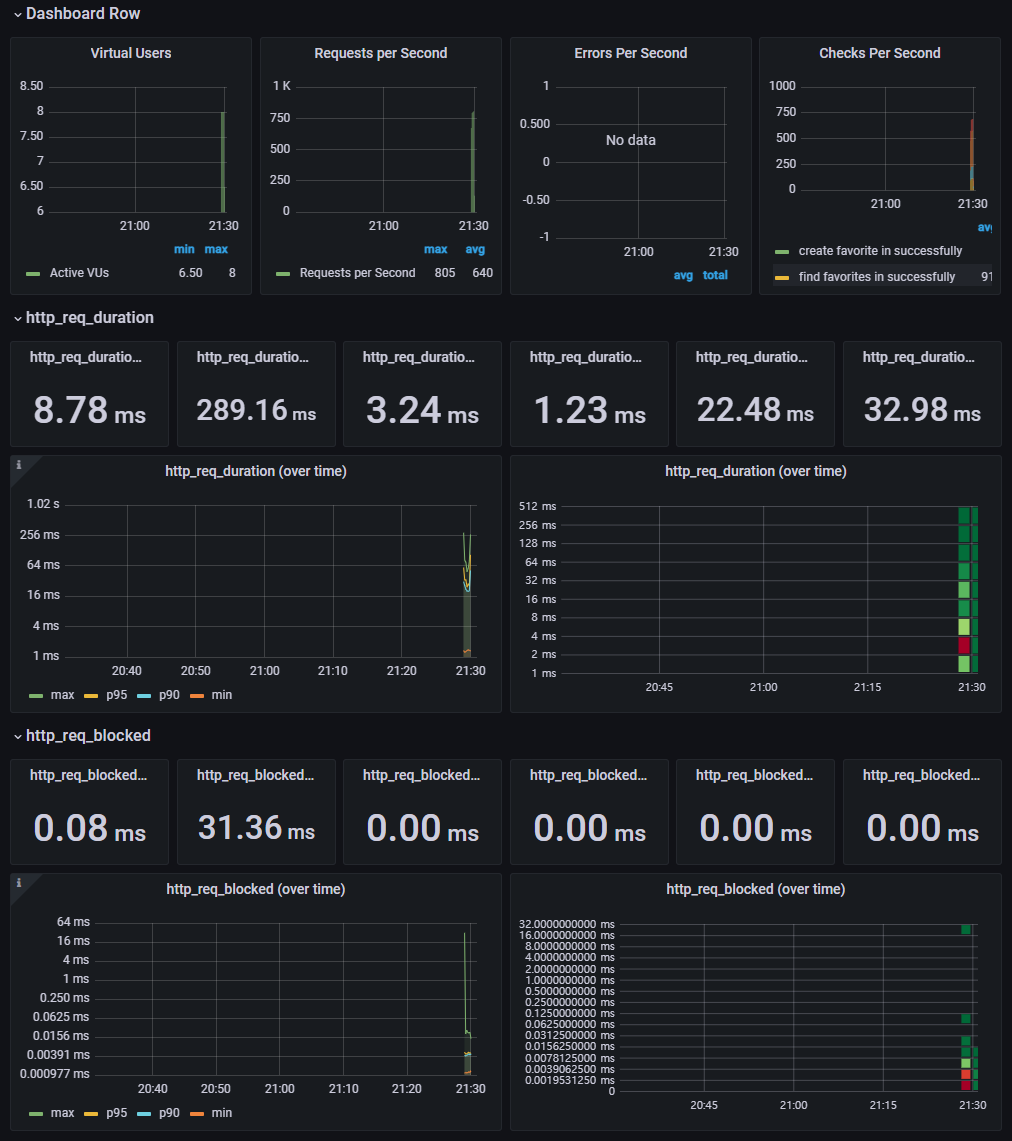 Dashboard Row
Virtual Users
8.50
8
7.50
7
6.50
6
21:00 21:30
min max
Active VUs 6.50 8
Requests per Second
1 K
750
500
250
0
21:00 21:30
max avg
Requests per Second 805 640
Errors Per Second
1
0.500
0
-0.50
-1
No data
21:00 21:30
avg total
Checks Per Second
1000
750
500
250
0
21:00 21:30
avg
create favorite in successfully
find favorites in successfully 91
http_req_duration
http_req_duratio... http_req_duratio... http_req_duratio... http_req_duratio... http_req_duratio... http_req_duratio...
8.78 ms 289.16 ms 3.24 ms 1.23 ms 22.48 ms 32.98 ms
http_req_duration (over time)
1.02 s
256 ms
64 ms
16 ms
4 ms
1 ms
20:40 20:50 21:00 21:10 21:20 21:30
max p95 p90 min
http_req_duration (over time)
512 ms
256 ms
128 ms
64 ms
32 ms
16 ms
8 ms
4 ms
2 ms
1 ms
20:45 21:00 21:15 21:30
http_req_blocked
http_req_blocked... http_req_blocked... http_req_blocked... http_req_blocked... http_req_blocked... http_req_blocked...
0.08 ms 31.36 ms 0.00 ms 0.00 ms 0.00 ms 0.00 ms
http_req_blocked (over time)
64 ms
16 ms
4 ms
1 ms
0.250 ms
0.0625 ms
0.0156 ms
0.00391 ms
0.000977 ms
20:40 20:50 21:00 21:10 21:20 21:30
max p95 p90 min
http_req_blocked (over time)
32.0000000000 ms
16.0000000000 ms
8.0000000000 ms
4.0000000000 ms
2.0000000000 ms
1.0000000000 ms
0.5000000000 ms
0.2500000000 ms
0.1250000000 ms
0.0625000000 ms
0.0312500000 ms
0.0156250000 ms
0.0078125000 ms
0.0039062500 ms
0.0019531250 ms
0
20:45 21:00 21:15 21:30